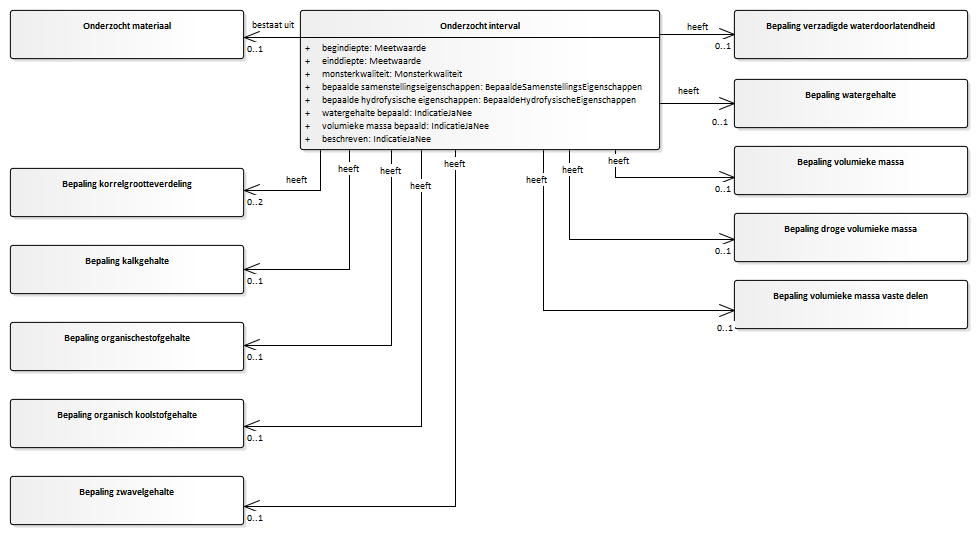 Onderzocht materiaal
bestaat uit
0..1
Onderzocht interval
+ begindiepte: Meetwaarde
+ einddiepte: Meetwaarde
+ monsterkwaliteit: Monsterkwaliteit
+ bepaalde samenstellingseigenschappen: BepaaldeSamenstellingsEigenschappen
+ bepaalde hydrofysische eigenschappen: BepaaldeHydrofysischeEigenschappen
+ watergehalte bepaald: IndicatieJaNee
+ volumieke massa bepaald: IndicatieJaNee
+ beschreven: IndicatieJaNee
heeft
0..1
Bepaling verzadigde waterdoorlatendheid
heeft
0..1
Bepaling watergehalte
heeft
0..1
Bepaling volumieke massa
heeft
0..1
Bepaling droge volumieke massa
heeft
0..1
Bepaling volumieke massa vaste delen
heeft
0..2
Bepaling korrelgrootteverdeling
heeft
0..1
Bepaling kalkgehalte
heeft
0..1
Bepaling organischestofgehalte
heeft
0..1
Bepaling organisch koolstofgehalte
heeft
0..1
Bepaling zwavelgehalte